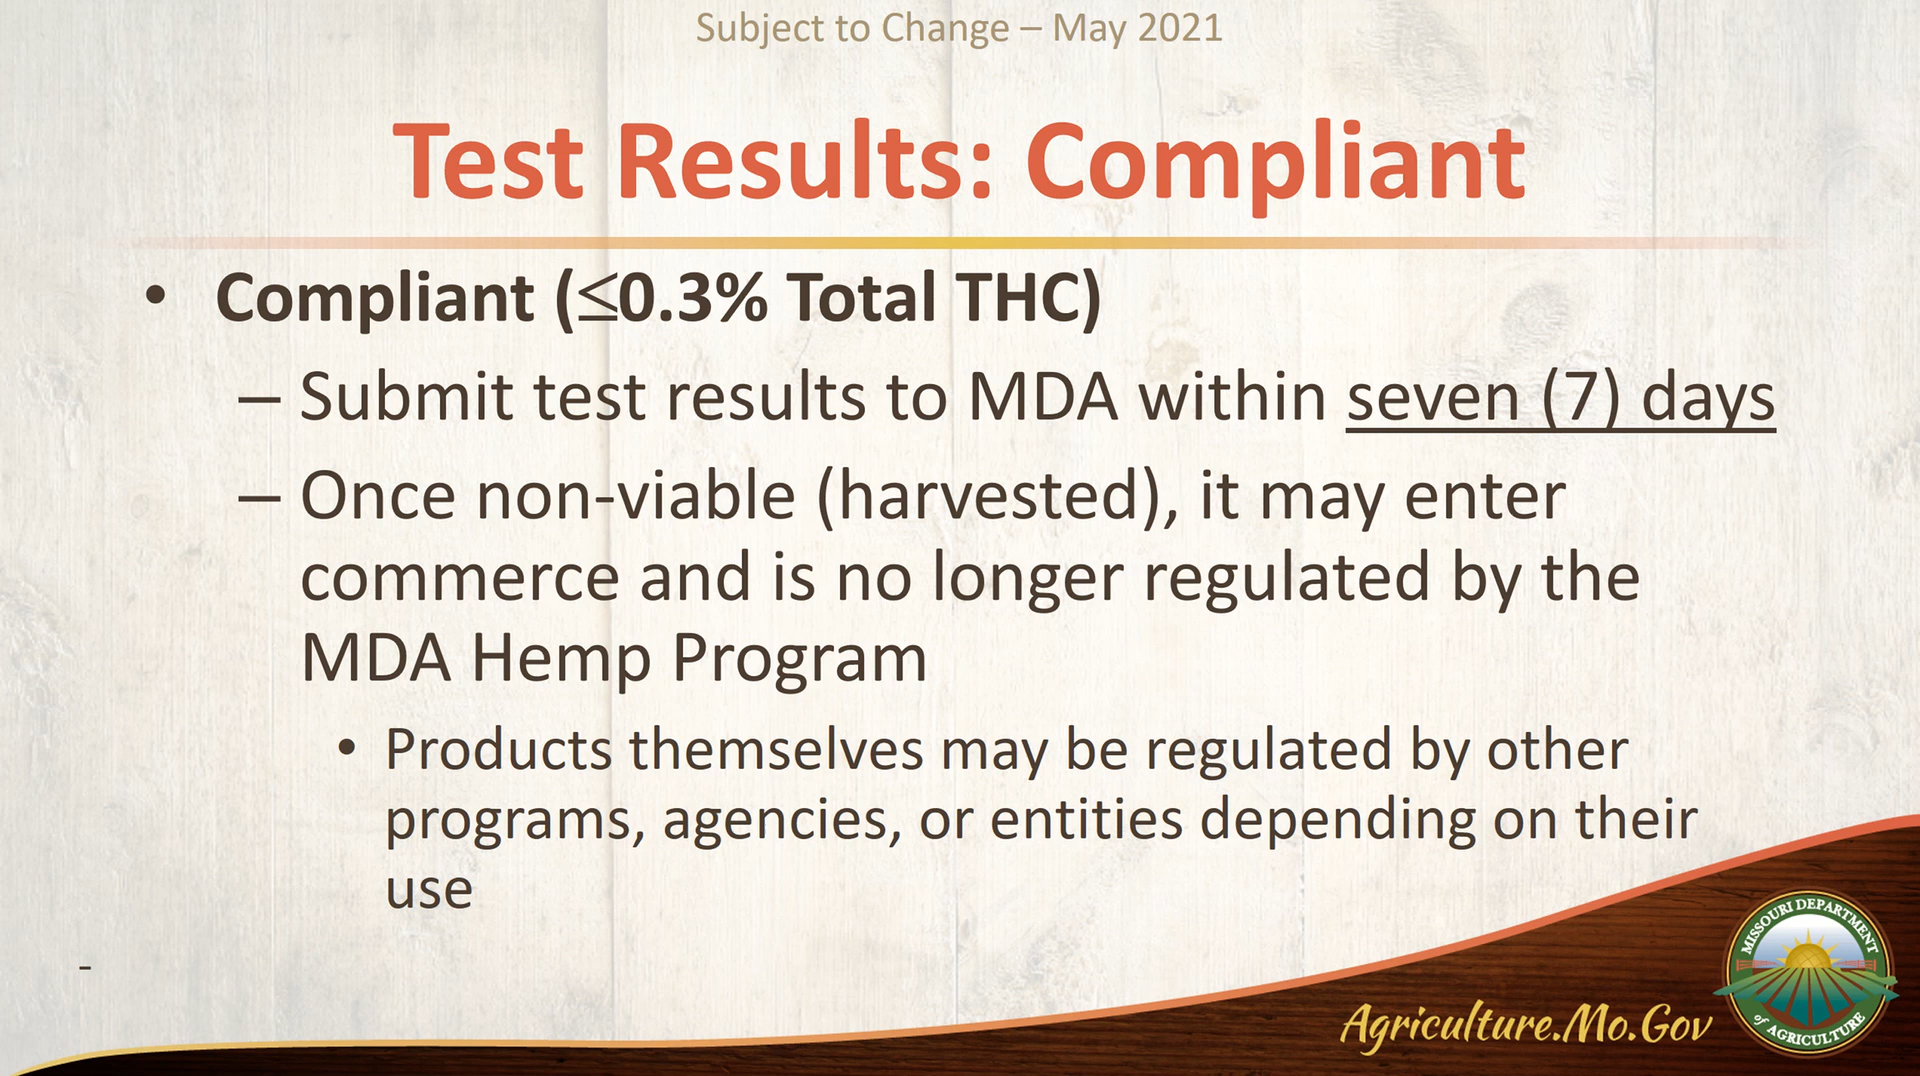 Subject to Change – May 2021
Test Results: Compliant
• Compliant (≤0.3% Total THC)
– Submit test results to MDA within seven (7) days
– Once non-viable (harvested), it may enter
commerce and is no longer regulated by the
MDA Hemp Program
• Products themselves may be regulated by other
programs, agencies, or entities depending on their
use
-
Agriculture.Mo.Gov
MISSOURI DEPARTMENT
of AGRICULTURE